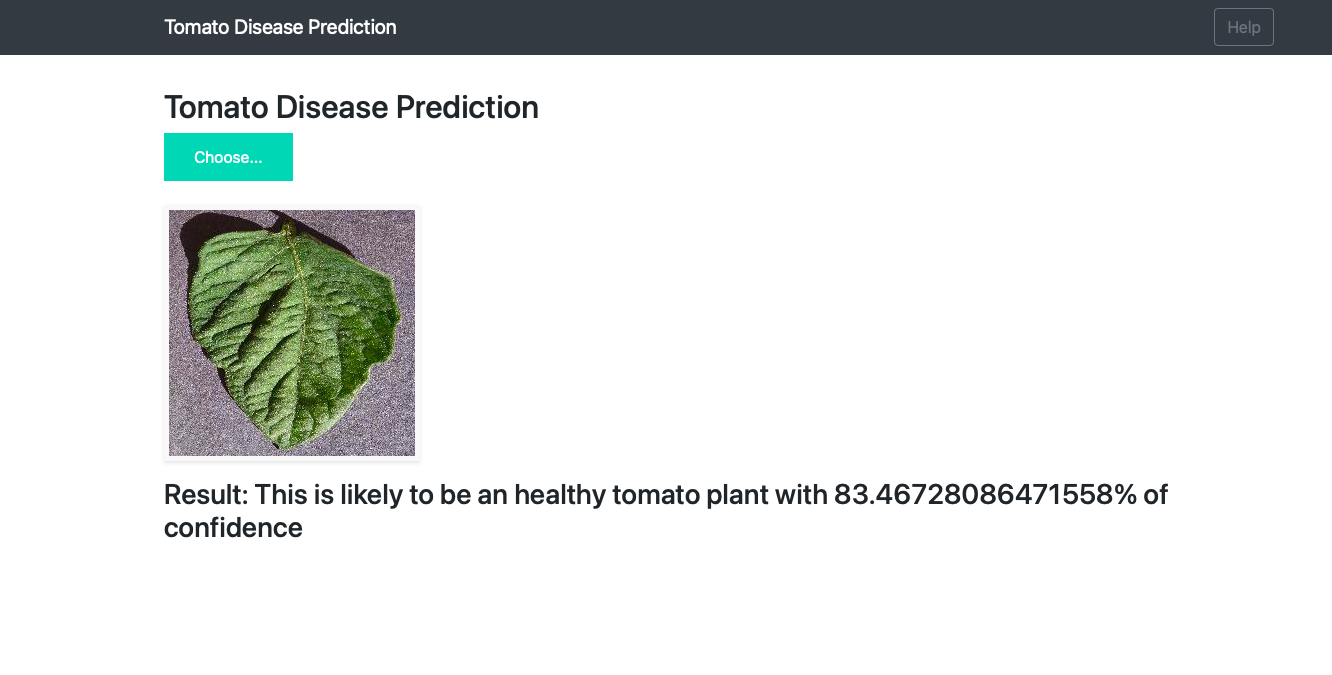 Tomato Disease Prediction
Help
Tomato Disease Prediction
Choose...
Result: This is likely to be an healthy tomato plant with 83.46728086471558% of
confidence